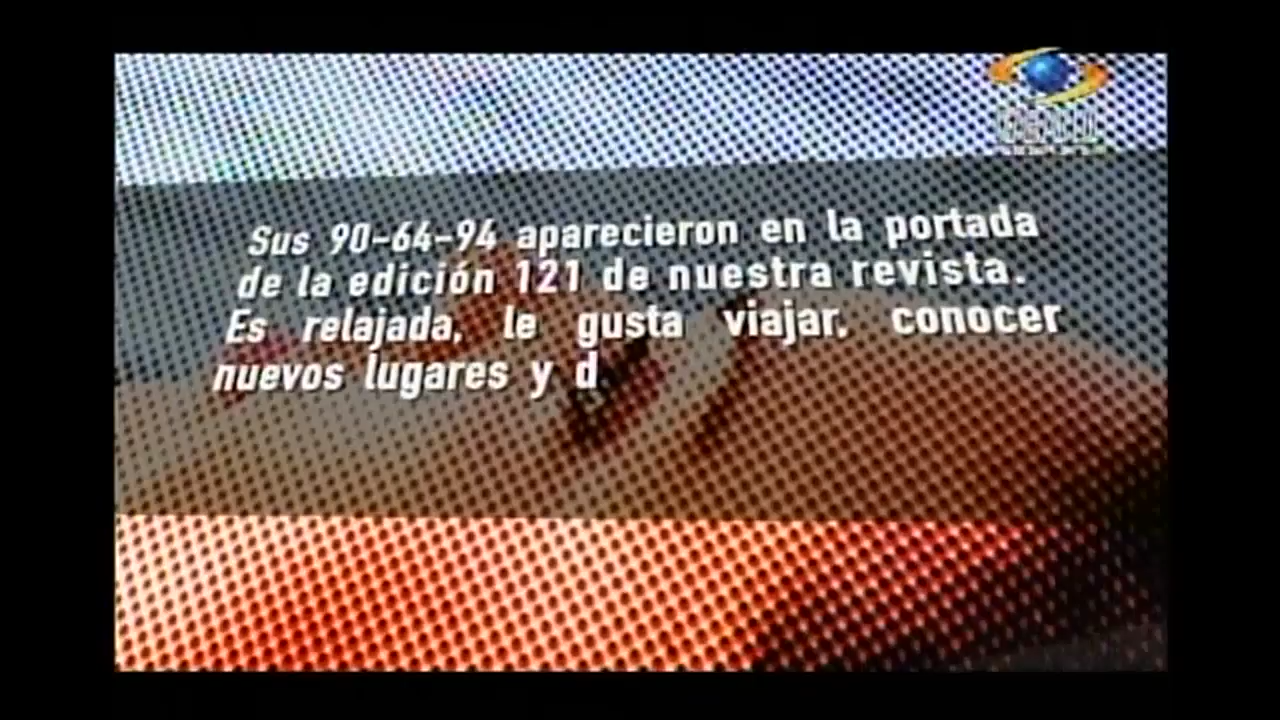 Sus 90-64-94 aparecieron en la portada
de la edición 121 de nuestra revista.
Es relajada, le gusta viajar, conocer
nuevos lugares y d